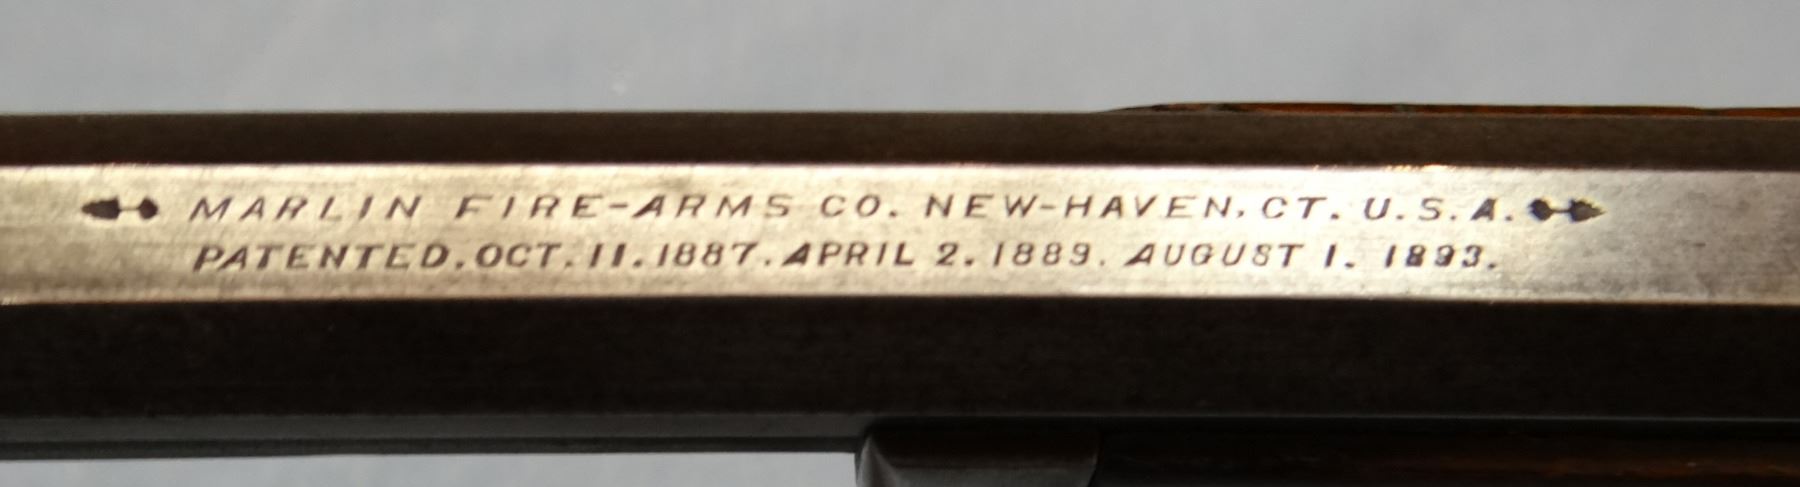 MARLIN FIRE-ARMS CO. NEW-HAVEN. CT. U.S.A.
PATENTED. OCT. 11. 1887. APRIL 2. 1889. AUGUST 1. 1893.